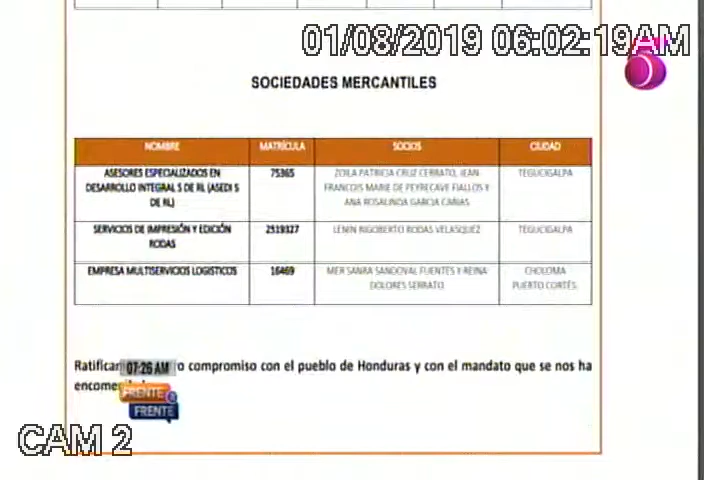 01/08/2019 06:02:19AM
SOCIEDADES MERCANTILES
NOMBRE MATRÍCULA SOCIOS CIUDAD
ASESORES ESPECIALIZADOS EN
DESARROLLO INTEGRAL S DE RL (ASEDI S
DE RL)
75365
ZOILA PATRICIA CRUZ CERRATO, JEAN
FRANCOIS MARIE DE PEYRECAVE FIALLOS Y
ANA ROSALINDA GARCIA CARIAS
TEGUCIGALPA
SERVICIOS DE IMPRESIÓN Y EDICIÓN
RODAS
2519327
LENIN RIGOBERTO RODAS VELASQUEZ
TEGUCIGALPA
EMPRESA MULTISERVICIOS LOGISTICOS
16469
MER SANRA SANDOVAL FUENTES Y REINA
DOLORES SERRATO
CHOLOMA
PUERTO CORTÉS
Ratificar o compromiso con el pueblo de Honduras y con el mandato que se nos ha
07:26 AM
FRENTE a
FRENTE
CAM 2